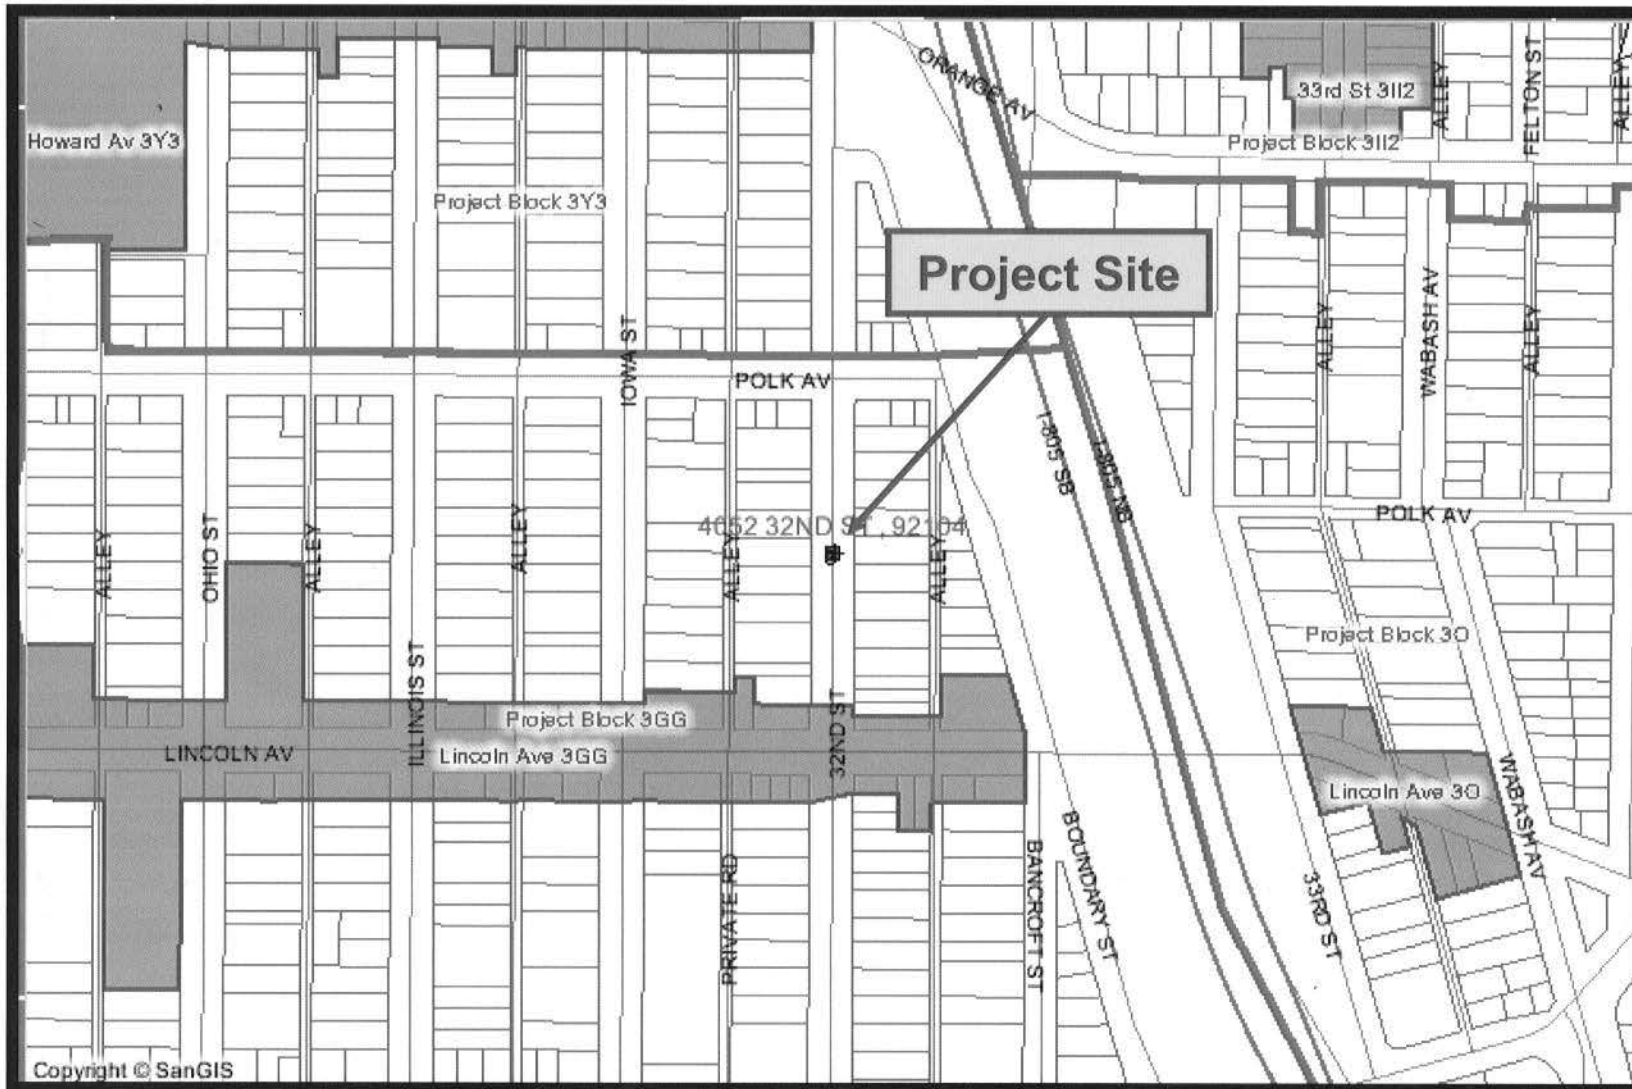 ORANGE AV
33rd St 3II2
ALLEY
FELTON ST
ALLEY
Howard Av 3Y3
Project Block 3II2
Project Block 3Y3
Project Site
IOWA ST
ALLEY
WABASH AV
ALLEY
POLK AV
I-805 SB
I-805 NB
POLK AV
4052 32ND ST , 92104
ALLEY
OHIO ST
ALLEY
ALLEY
ALLEY
ALLEY
Project Block 3O
ILLINOIS ST
32ND ST
Project Block 3GG
LINCOLN AV
Lincoln Ave 3GG
Lincoln Ave 3O
WABASH AV
PRIVATE RD
BANCROFT ST
BOUNDARY ST
33RD ST
Copyright © SanGIS